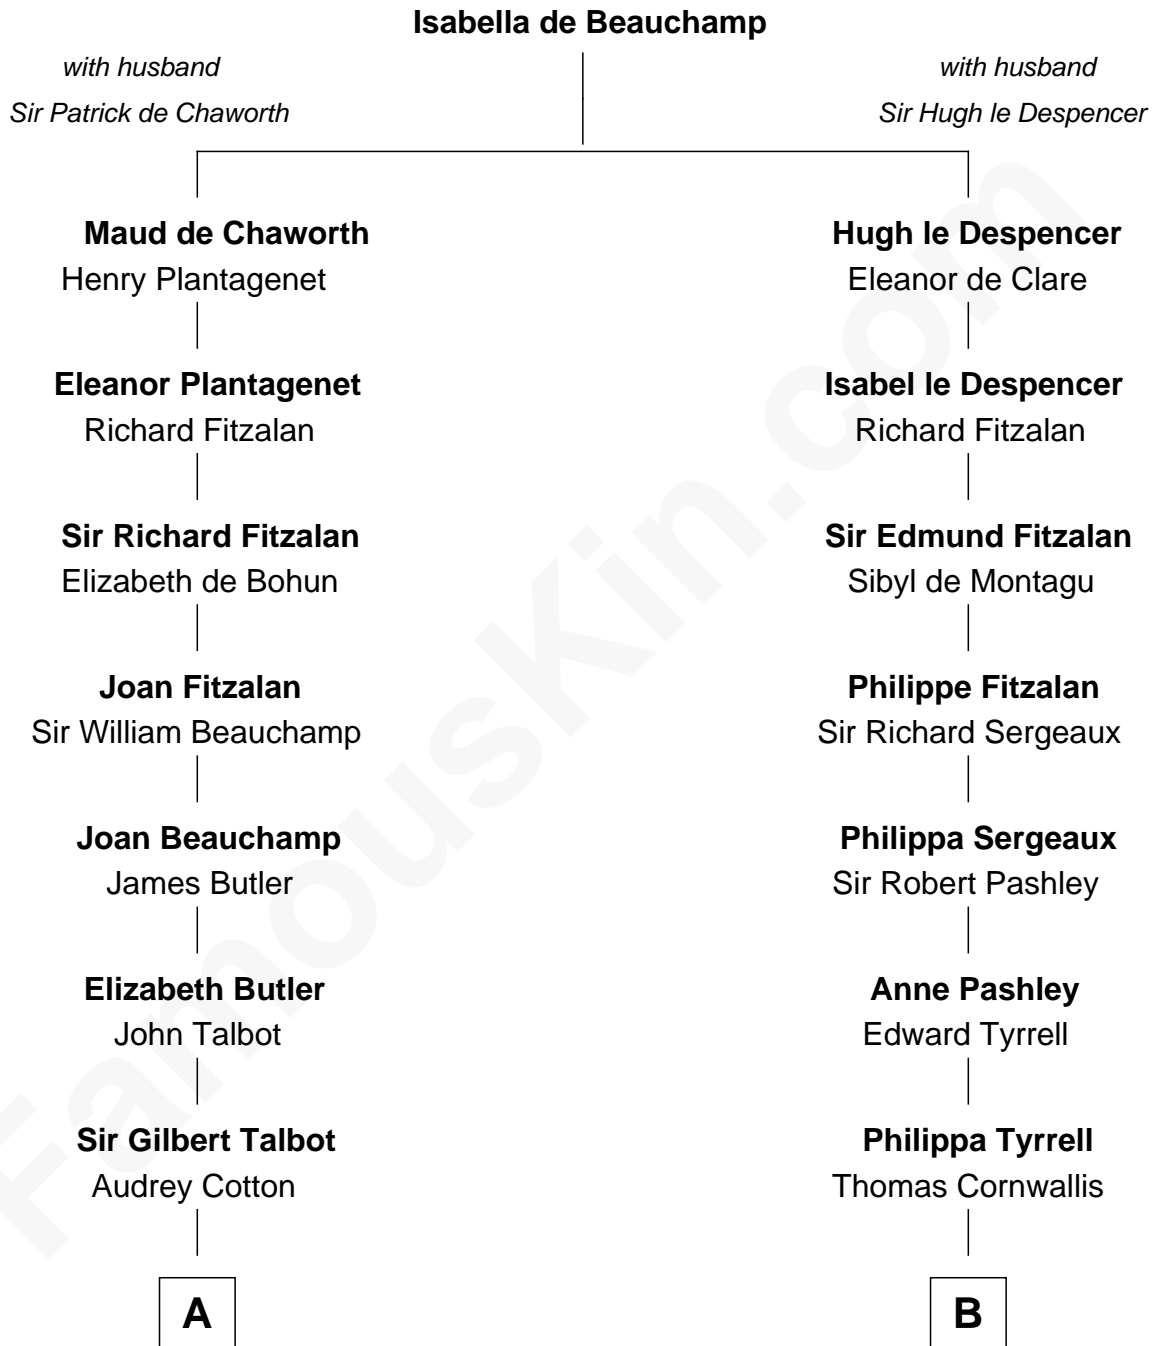 Isabella de Beauchamp
with husband
Sir Patrick de Chaworth
with husband
Sir Hugh le Despencer
Maud de Chaworth
Henry Plantagenet
Hugh le Despencer
Eleanor de Clare
Eleanor Plantagenet
Richard Fitzalan
Isabel le Despencer
Richard Fitzalan
Sir Richard Fitzalan
Elizabeth de Bohun
Sir Edmund Fitzalan
Sibyl de Montagu
Joan Fitzalan
Sir William Beauchamp
Philippe Fitzalan
Sir Richard Sergeaux
Joan Beauchamp
James Butler
Philippa Sergeaux
Sir Robert Pashley
Elizabeth Butler
John Talbot
Anne Pashley
Edward Tyrrell
Sir Gilbert Talbot
Audrey Cotton
Philippa Tyrrell
Thomas Cornwallis
A
B
FamousKin.com